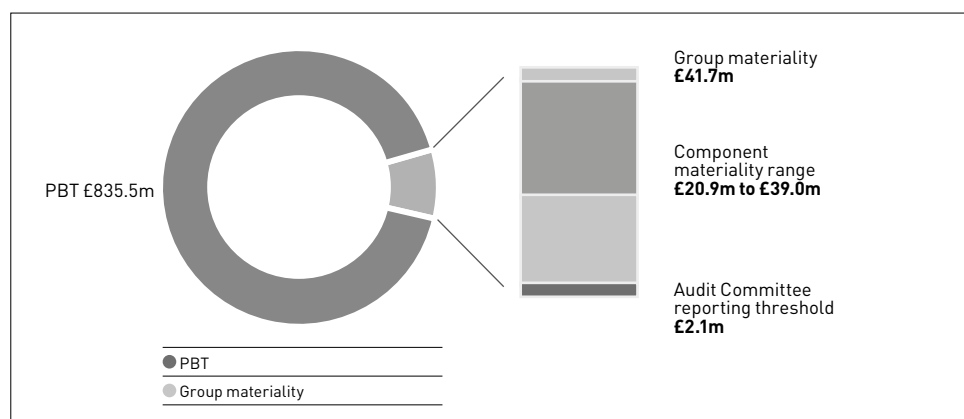 PBT £835.5m
Group materiality
£41.7m
Component
materiality range
£20.9m to £39.0m
Audit Committee
reporting threshold
£2.1m
PBT
Group materiality